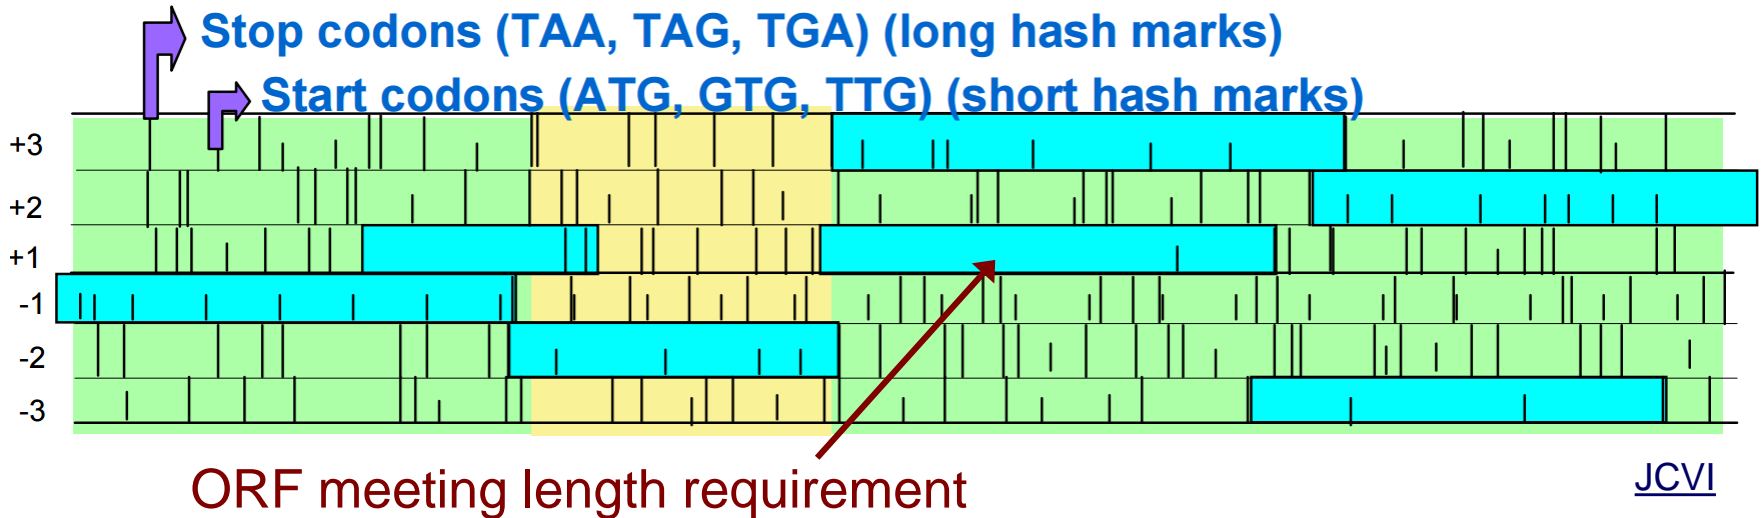 Stop codons (TAA, TAG, TGA) (long hash marks)
Start codons (ATG, GTG, TTG) (short hash marks)
+3
+2
+1
-1
-2
-3
ORF meeting length requirement
JCVI